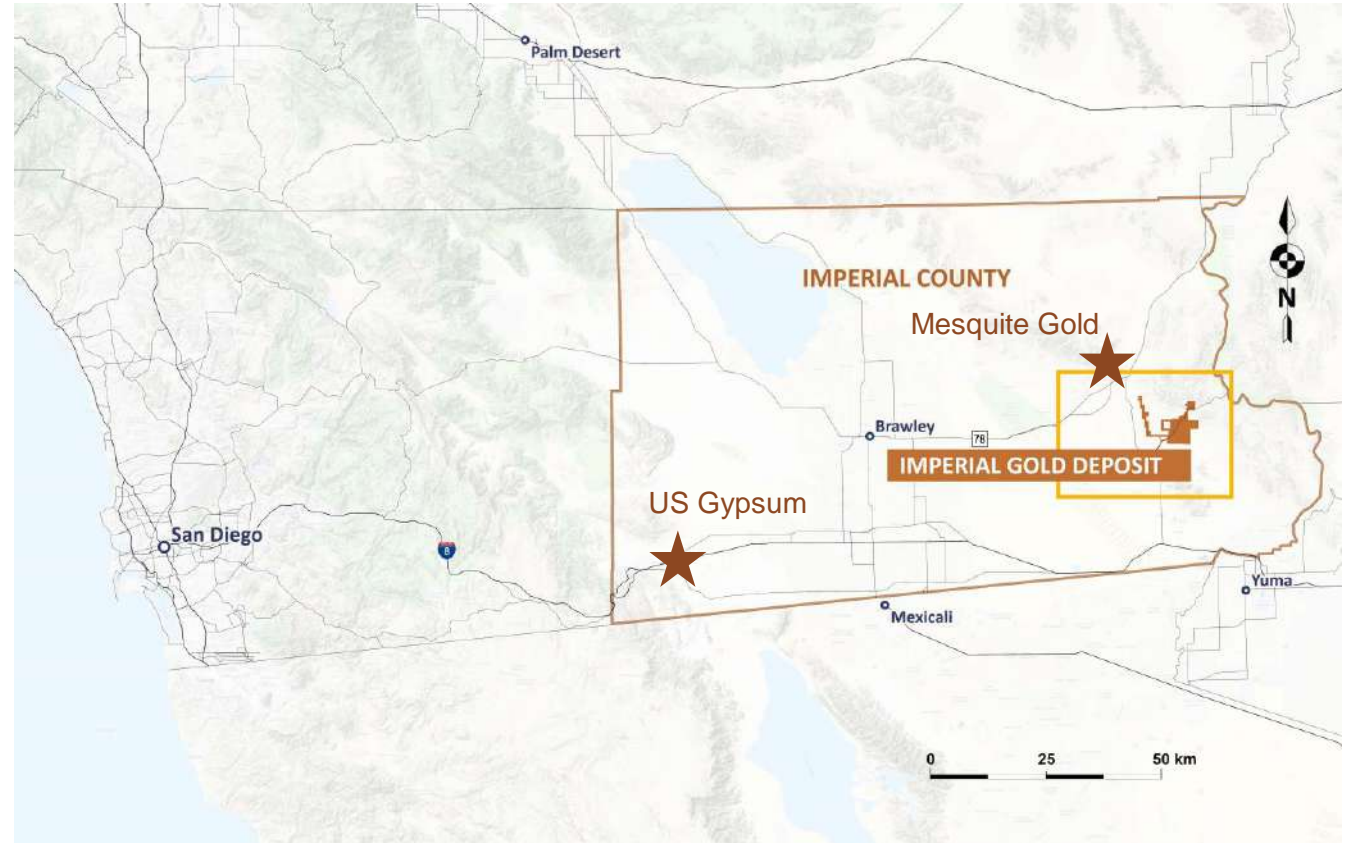 Palm Desert
IMPERIAL COUNTY
N
Mesquite Gold
Brawley
78
IMPERIAL GOLD DEPOSIT
US Gypsum
San Diego
8
Yuma
Mexicali
0 25 50 km